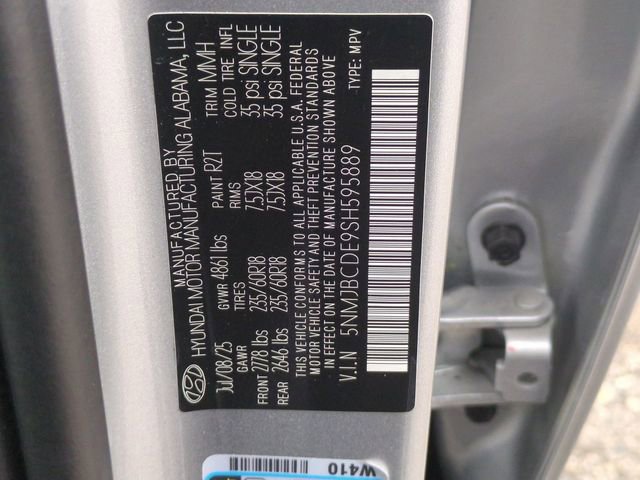 MANUFACTURED BY
HYUNDAI MOTOR MANUFACTURING ALABAMA, LLC
JUL/08/25 GVWR 4861 lbs PAINT R2T TRIM MMH
GAWR TIRES RIMS COLD TIRE INFL
FRONT 2778 lbs 235/60R18 7.5JX18 35 psi SINGLE
REAR 2646 lbs 235/60R18 7.5JX18 35 psi SINGLE
THIS VEHICLE CONFORMS TO ALL APPLICABLE U.S.A. FEDERAL
MOTOR VEHICLE SAFETY AND THEFT PREVENTION STANDARDS
IN EFFECT ON THE DATE OF MANUFACTURE SHOWN ABOVE
V.I.N 5NMJBCDE9SH595889 TYPE: MPV
W410